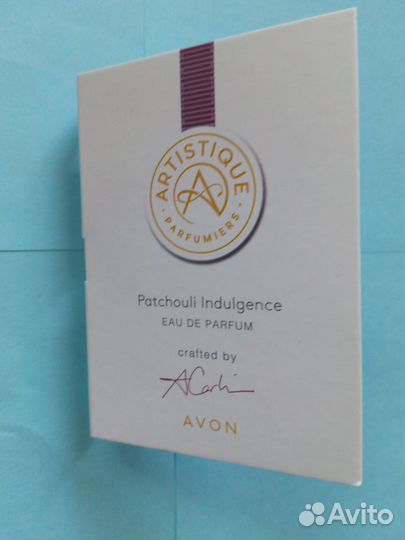 ARTISTIQUE
PARFUMIERS
Patchouli Indulgence
EAU DE PARFUM
crafted by
AVON
Avito